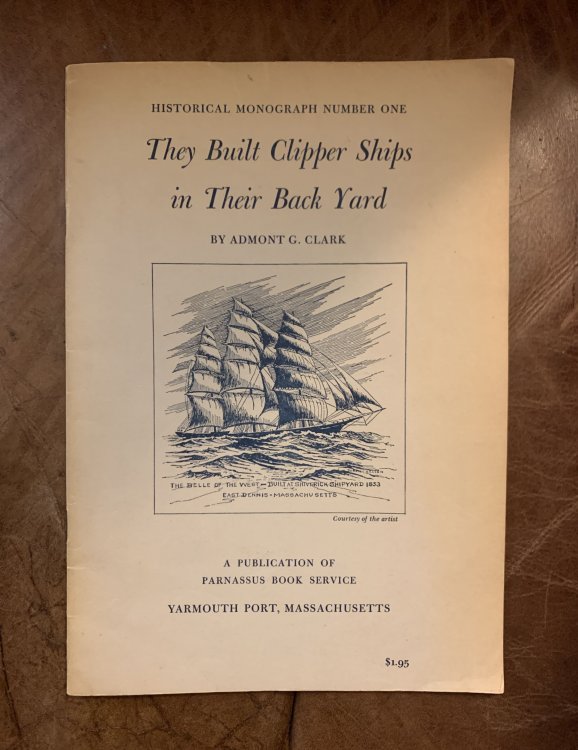 HISTORICAL MONOGRAPH NUMBER ONE
They Built Clipper Ships
in Their Back Yard
BY ADMONT G. CLARK
THE BELLE OF THE WEST — BUILT AT SHIVERICK SHIPYARD 1853
EAST DENNIS - MASSACHUSETTS
Courtesy of the artist
A PUBLICATION OF
PARNASSUS BOOK SERVICE
YARMOUTH PORT, MASSACHUSETTS
$1.95